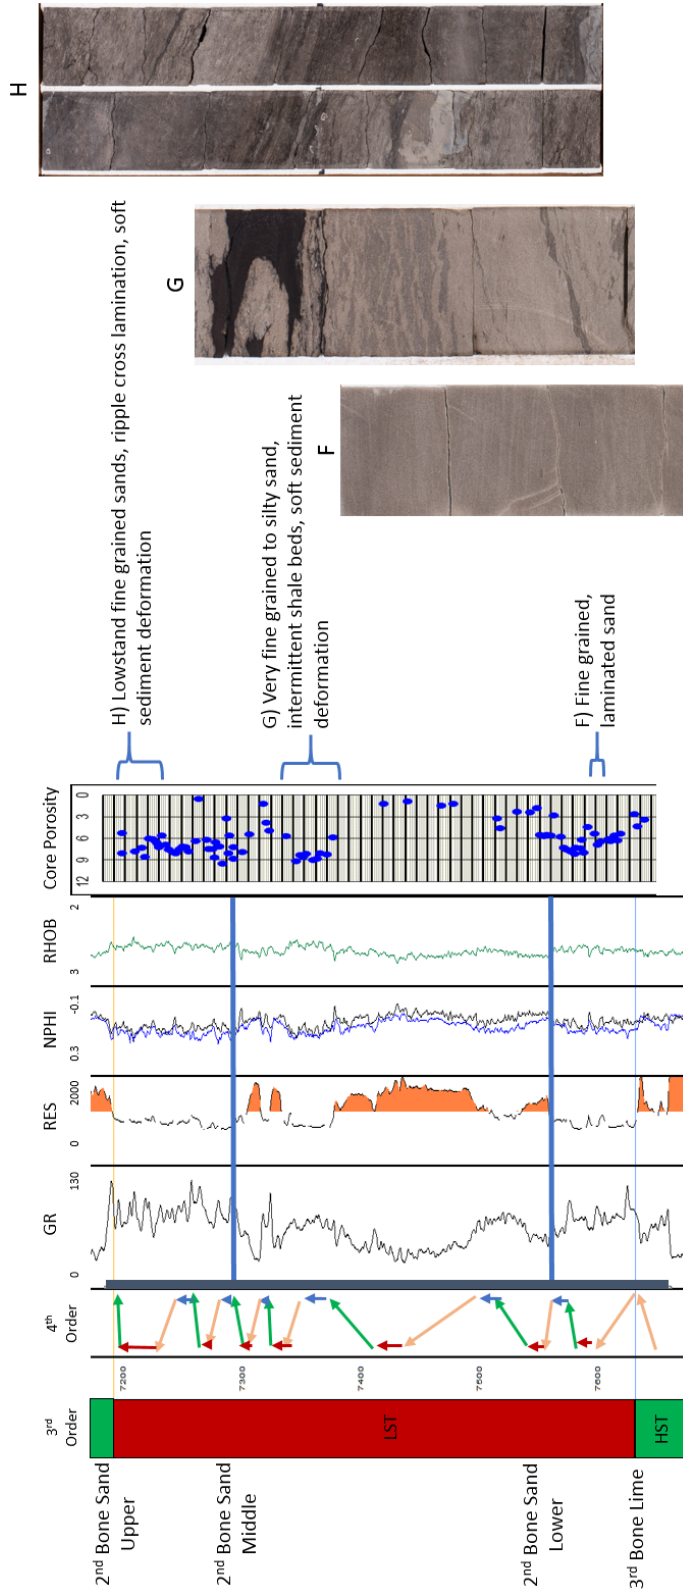 3rd
Order
4th
Order
GR
RES
NPHI
RHOB
Core Porosity
0 130
0 2000
0.3 -0.1
3 2
12 9 6 3 0
2nd Bone Sand
Upper
7200
2nd Bone Sand
Middle
7300
7400
LST
7500
2nd Bone Sand
Lower
7600
3rd Bone Lime
HST
H) Lowstand fine grained sands, ripple cross lamination, soft
sediment deformation
G) Very fine grained to silty sand,
intermittent shale beds, soft sediment
deformation
F) Fine grained,
laminated sand
H
G
F